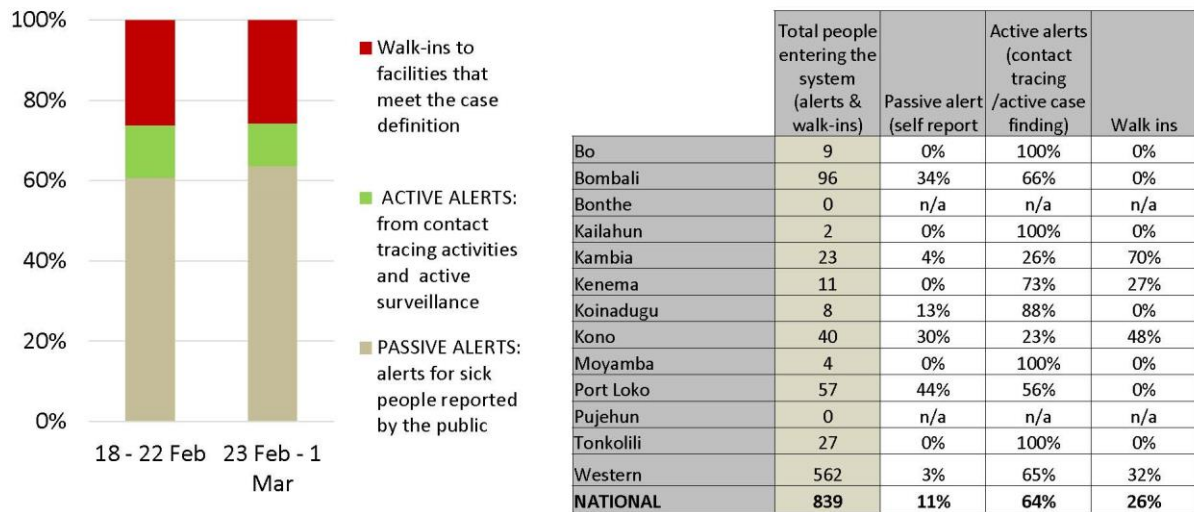 100%
80%
60%
40%
20%
0%
18 - 22 Feb 23 Feb - 1
Mar
Walk-ins to
facilities that
meet the case
definition
ACTIVE ALERTS:
from contact
tracing activities
and active
surveillance
PASSIVE ALERTS:
alerts for sick
people reported
by the public
Total people
entering the
system
(alerts &
walk-ins)
Passive alert
(self report
Active alerts
(contact
tracing
/active case
finding)
Walk ins
Bo 9 0% 100% 0%
Bombali 96 34% 66% 0%
Bonthe 0 n/a n/a n/a
Kailahun 2 0% 100% 0%
Kambia 23 4% 26% 70%
Kenema 11 0% 73% 27%
Koinadugu 8 13% 88% 0%
Kono 40 30% 23% 48%
Moyamba 4 0% 100% 0%
Port Loko 57 44% 56% 0%
Pujehun 0 n/a n/a n/a
Tonkolili 27 0% 100% 0%
Western 562 3% 65% 32%
NATIONAL 839 11% 64% 26%